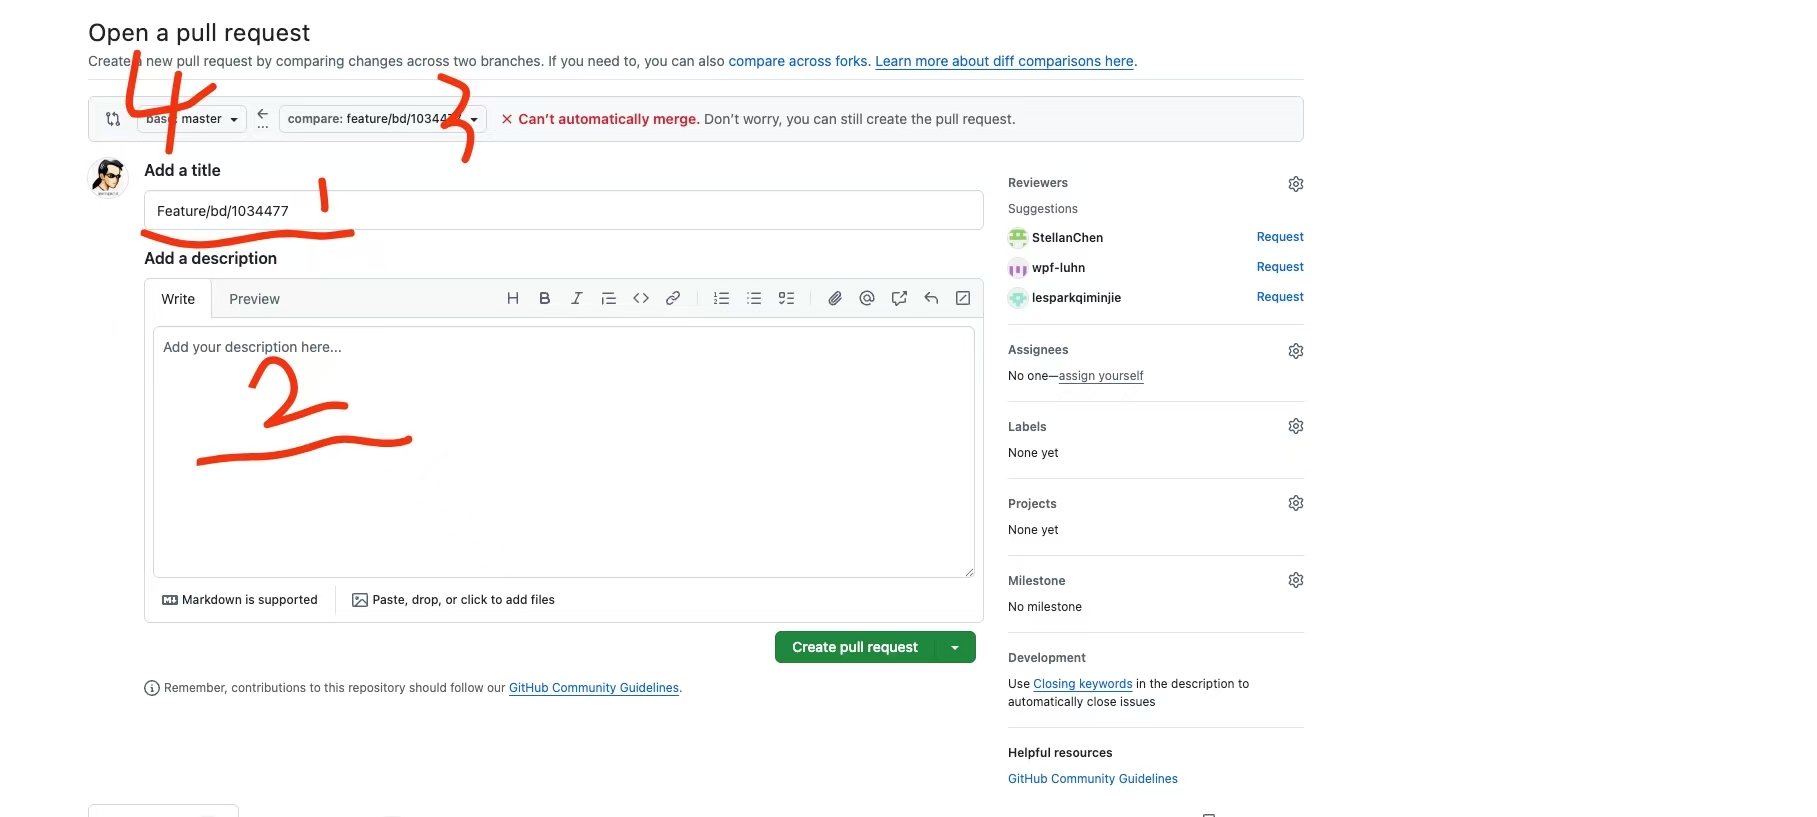 Open a pull request
Create a new pull request by comparing changes across two branches. If you need to, you can also compare across forks. Learn more about diff comparisons here.
4
3
base: master
compare: feature/bd/1034477
Can't automatically merge. Don't worry, you can still create the pull request.
Add a title
1
Feature/bd/1034477
Add a description
Write
Preview
Add your description here...
2
Markdown is supported
Paste, drop, or click to add files
Create pull request
Remember, contributions to this repository should follow our GitHub Community Guidelines.
Reviewers
Suggestions
StellanChen Request
wpf-luhn Request
lesparkqiminjie Request
Assignees
No one—assign yourself
Labels
None yet
Projects
None yet
Milestone
No milestone
Development
Use Closing keywords in the description to
automatically close issues
Helpful resources
GitHub Community Guidelines